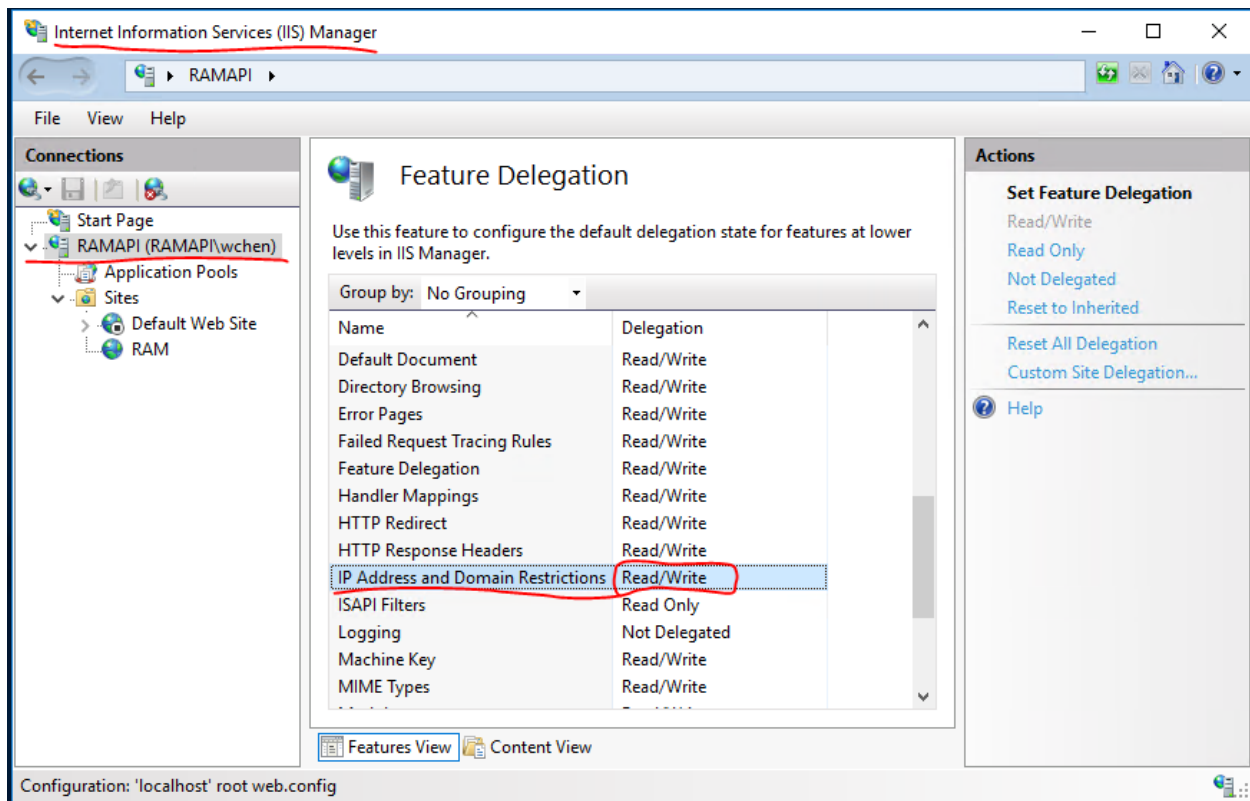 Internet Information Services (IIS) Manager
RAMAPI
File View Help
Connections
Start Page
RAMAPI (RAMAPI\wchen)
Application Pools
Sites
Default Web Site
RAM
Feature Delegation
Use this feature to configure the default delegation state for features at lower
levels in IIS Manager.
Group by: No Grouping
Name Delegation
Default Document Read/Write
Directory Browsing Read/Write
Error Pages Read/Write
Failed Request Tracing Rules Read/Write
Feature Delegation Read/Write
Handler Mappings Read/Write
HTTP Redirect Read/Write
HTTP Response Headers Read/Write
IP Address and Domain Restrictions Read/Write
ISAPI Filters Read Only
Logging Not Delegated
Machine Key Read/Write
MIME Types Read/Write
Features View Content View
Actions
Set Feature Delegation
Read/Write
Read Only
Not Delegated
Reset to Inherited
Reset All Delegation
Custom Site Delegation...
Help
Configuration: 'localhost' root web.config